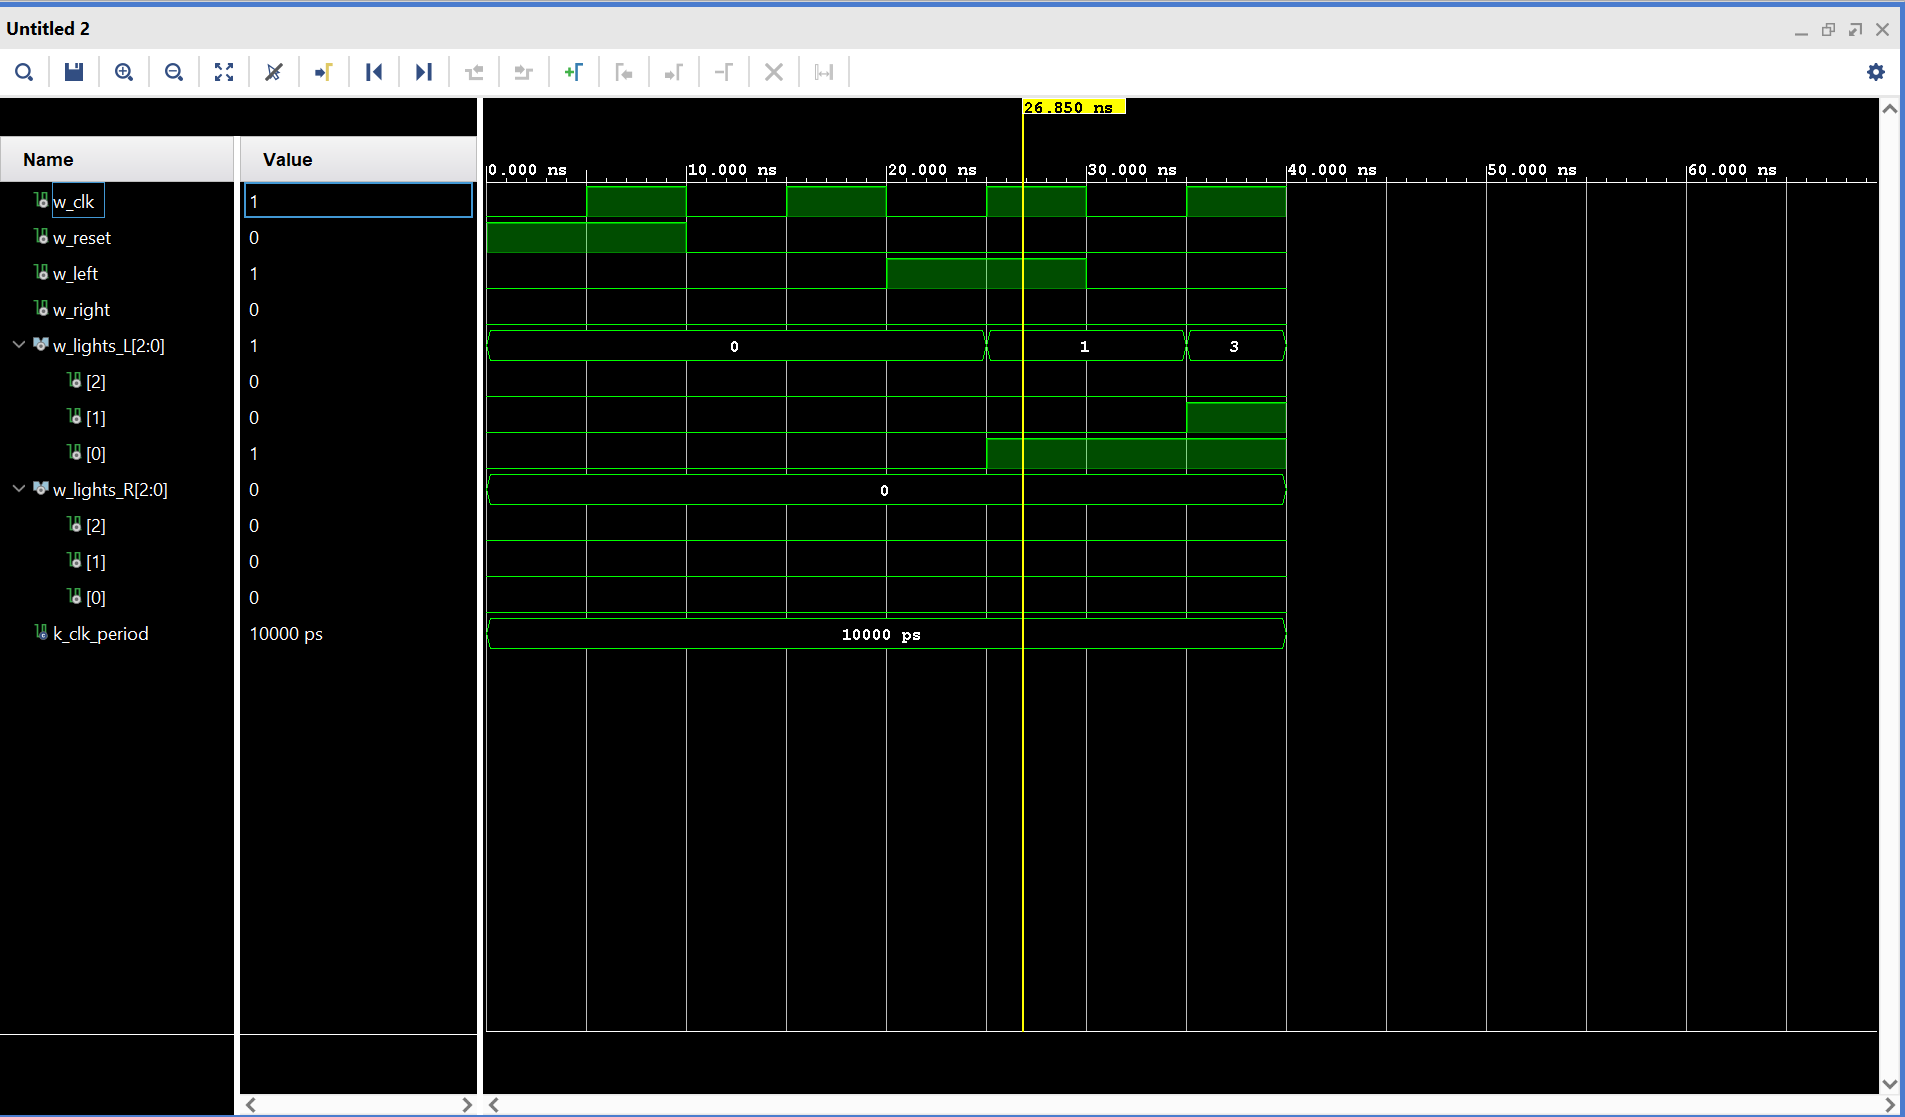 Untitled 2
26.850 ns
Name Value
0.000 ns 10.000 ns 20.000 ns 30.000 ns 40.000 ns 50.000 ns 60.000 ns
w_clk 1
w_reset 0
w_left 1
w_right 0
w_lights_L[2:0] 1 0 1 3
[2] 0
[1] 0
[0] 1
w_lights_R[2:0] 0 0
[2] 0
[1] 0
[0] 0
k_clk_period 10000 ps 10000 ps